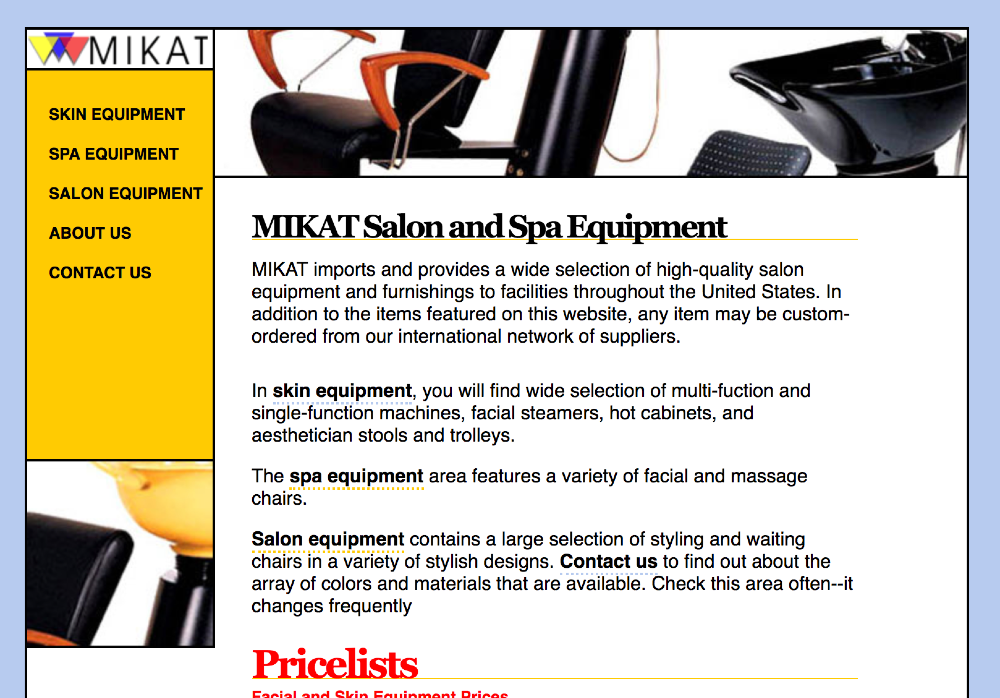 MIKAT
SKIN EQUIPMENT
SPA EQUIPMENT
SALON EQUIPMENT
ABOUT US
CONTACT US
MIKAT Salon and Spa Equipment
MIKAT imports and provides a wide selection of high-quality salon
equipment and furnishings to facilities throughout the United States. In
addition to the items featured on this website, any item may be custom-
ordered from our international network of suppliers.
In skin equipment, you will find wide selection of multi-fuction and
single-function machines, facial steamers, hot cabinets, and
aesthetician stools and trolleys.
The spa equipment area features a variety of facial and massage
chairs.
Salon equipment contains a large selection of styling and waiting
chairs in a variety of stylish designs. Contact us to find out about the
array of colors and materials that are available. Check this area often--it
changes frequently
Pricelists
Facial and Skin Equipment Prices